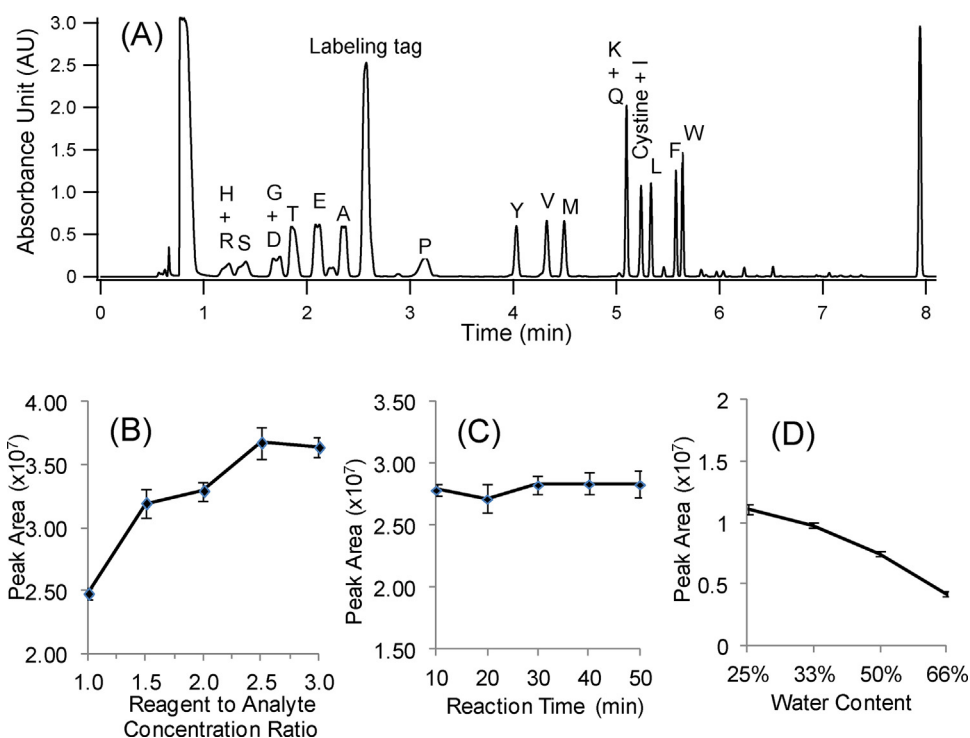 (A)
Absorbance Unit (AU)
3.0
2.5
2.0
1.5
1.0
0.5
0
H
+
R
S
G
+
D
T
E
A
Labeling tag
P
Y
V
M
K
+
Q
Cystine + I
L
F
W
0 1 2 3 4 5 6 7 8
Time (min)
(B)
Peak Area (x10⁷)
4.00
3.50
3.00
2.50
2.00
1.0 1.5 2.0 2.5 3.0
Reagent to Analyte
Concentration Ratio
(C)
Peak Area (x10⁷)
3.50
3.00
2.50
2.00
1.50
10 20 30 40 50
Reaction Time (min)
(D)
Peak Area (x10⁷)
2
1.5
1
0.5
0
25% 33% 50% 66%
Water Content